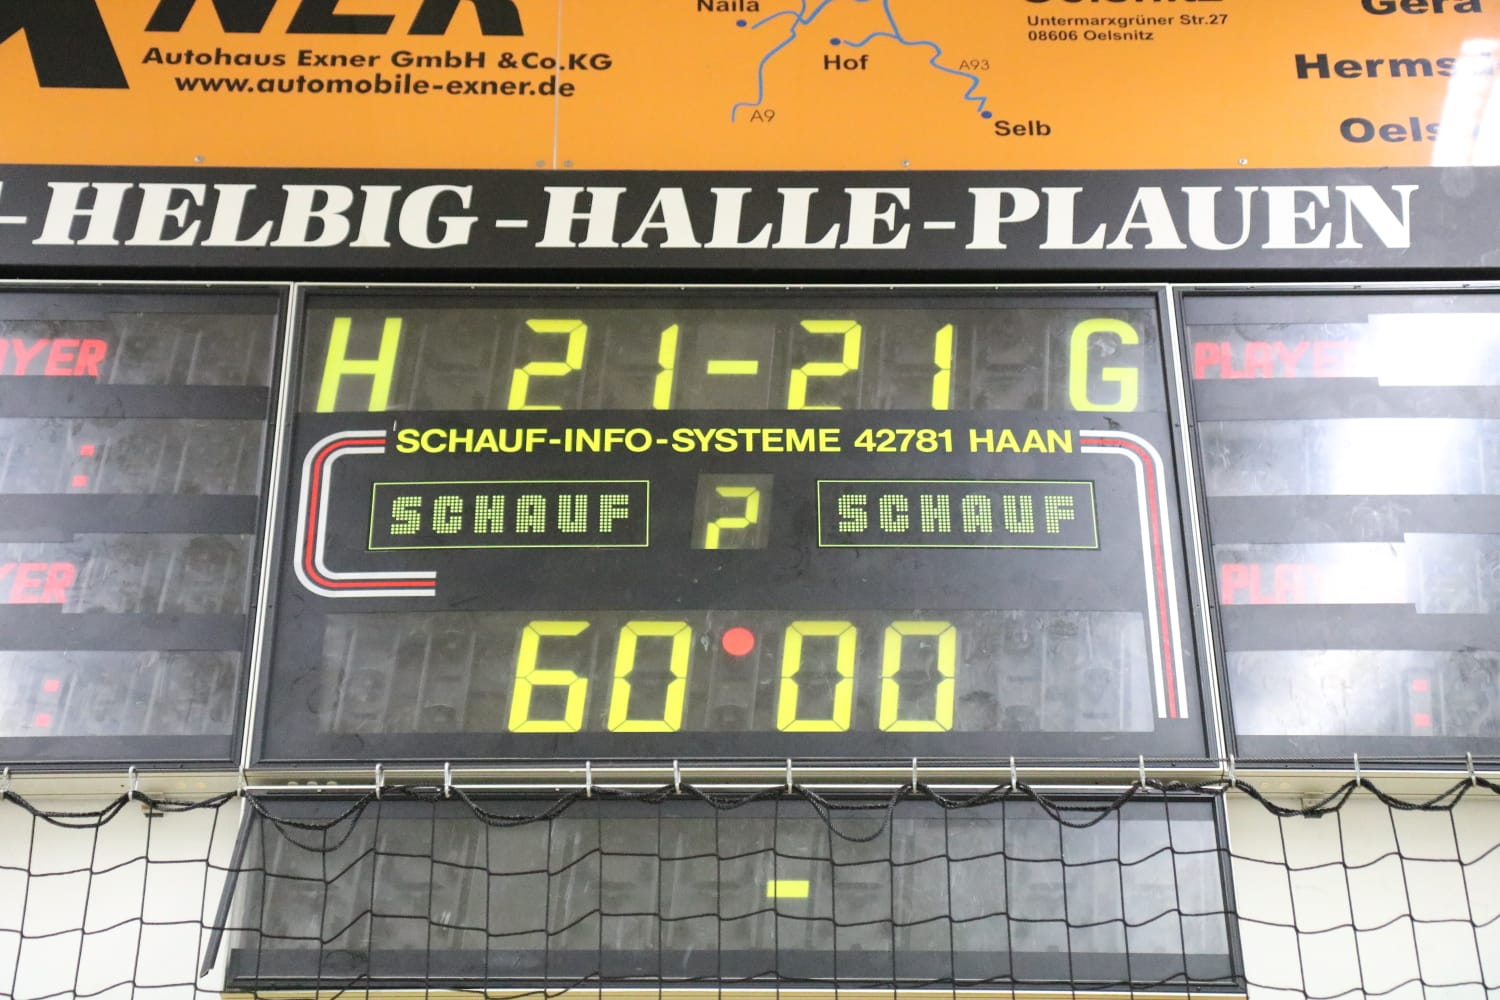 Naila
Untermarxgrüner Str.27
08606 Oelsnitz
Autohaus Exner GmbH &Co.KG
www.automobile-exner.de
Hof
A93
A9
Selb
Gera
-HELBIG-HALLE-PLAUEN
H 21-21 G
PLAYE
SCHAUF-INFO-SYSTEME 42781 HAAN
SCHAUF 2 SCHAUF
60 00
-